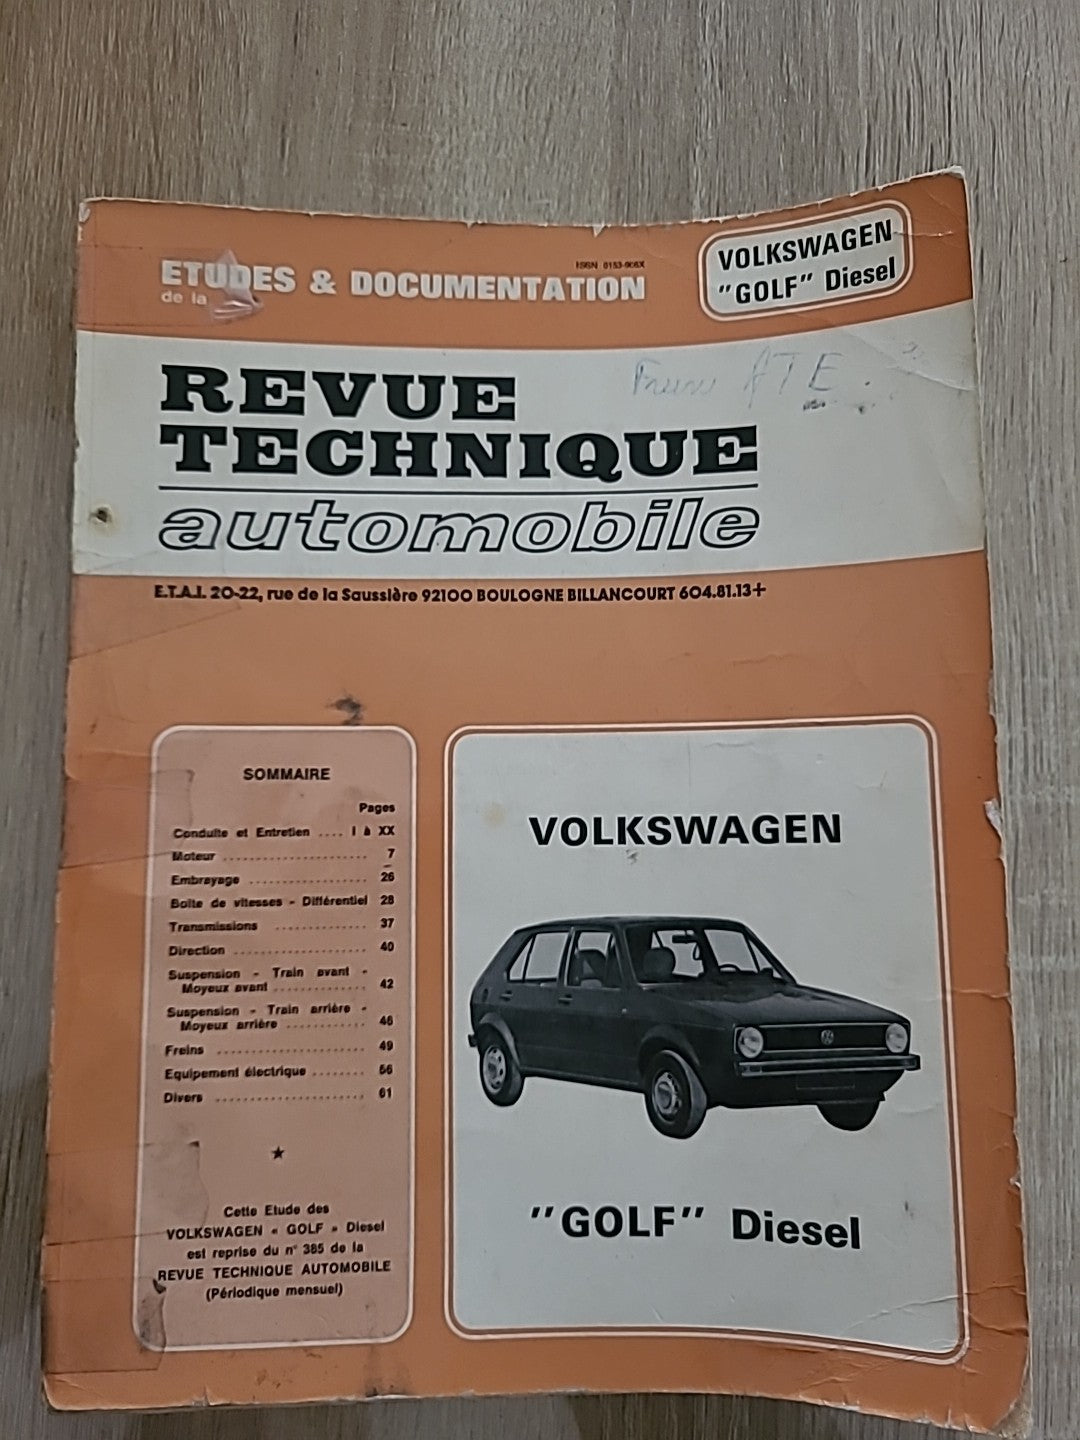 ISSN 0153-906X
ETUDES & DOCUMENTATION
de la
VOLKSWAGEN
"GOLF" Diesel
REVUE
TECHNIQUE
automobile
ATE
E.T.A.I. 20-22, rue de la Saussière 92100 BOULOGNE BILLANCOURT 604.81.13+
SOMMAIRE
Pages
Conduite et Entretien .... I à XX
Moteur ...................... 7
Embrayage .................. 26
Boîte de vitesses - Différentiel 28
Transmissions .............. 37
Direction .................... 40
Suspension - Train avant -
Moyeux avant .............. 42
Suspension - Train arrière -
Moyeux arrière ............ 46
Freins ...................... 49
Equipement électrique ........ 56
Divers ...................... 61
★
Cette Etude des
VOLKSWAGEN « GOLF » Diesel
est reprise du n° 385 de la
REVUE TECHNIQUE AUTOMOBILE
(Périodique mensuel)
VOLKSWAGEN
"GOLF" Diesel